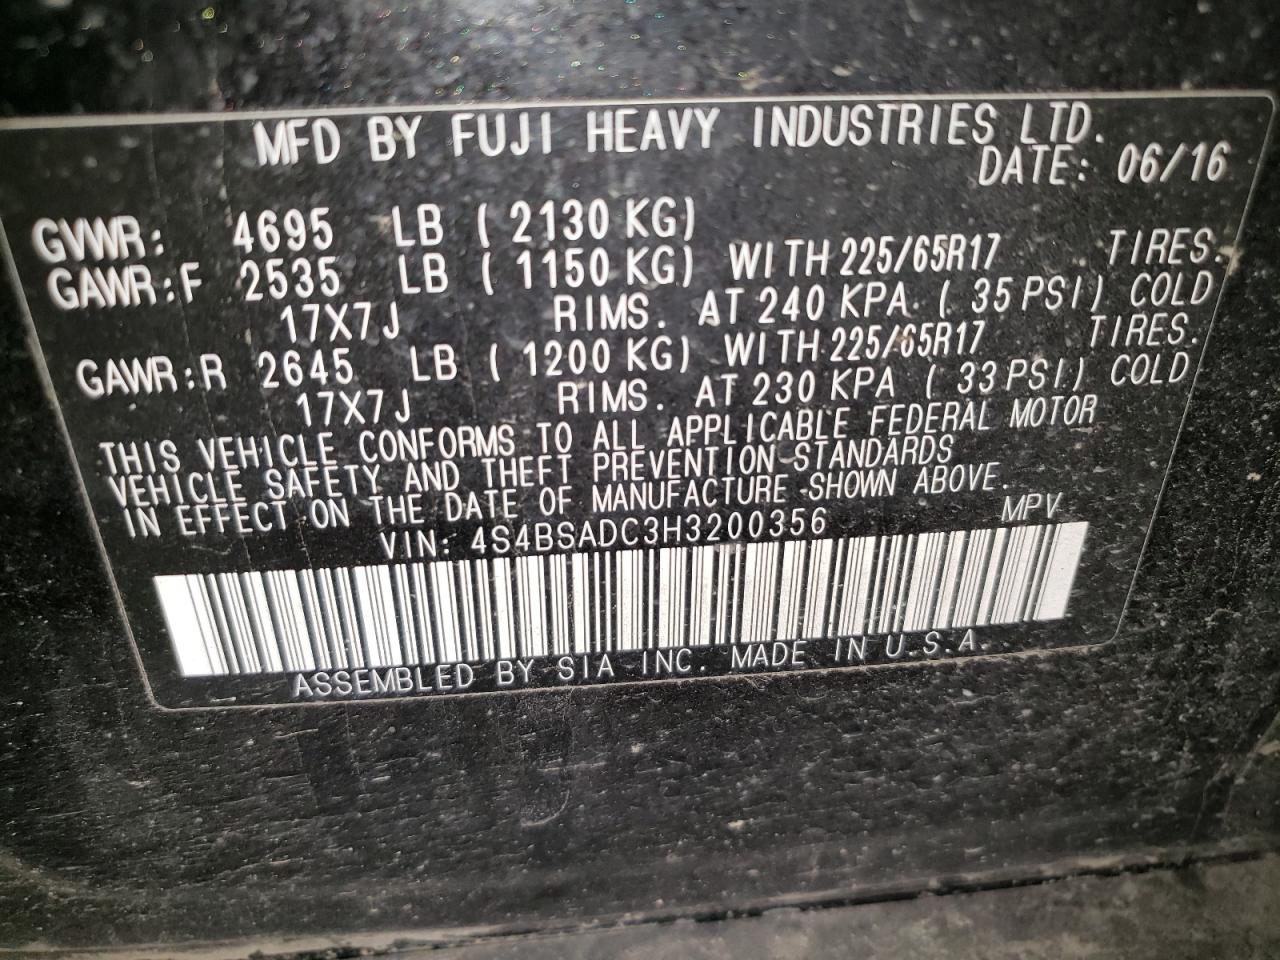 MFD BY FUJI HEAVY INDUSTRIES LTD.
DATE: 06/16
GVWR: 4695 LB ( 2130 KG)
GAWR:F 2535 LB ( 1150 KG) WITH 225/65R17 TIRES.
17X7J RIMS. AT 240 KPA ( 35 PSI) COLD
GAWR:R 2645 LB ( 1200 KG) WITH 225/65R17 TIRES.
17X7J RIMS. AT 230 KPA ( 33 PSI) COLD
THIS VEHICLE CONFORMS TO ALL APPLICABLE FEDERAL MOTOR
VEHICLE SAFETY AND THEFT PREVENTION STANDARDS
IN EFFECT ON THE DATE OF MANUFACTURE SHOWN ABOVE.
VIN: 4S4BSADC3H3200356 MPV
ASSEMBLED BY SIA INC. MADE IN U.S.A.